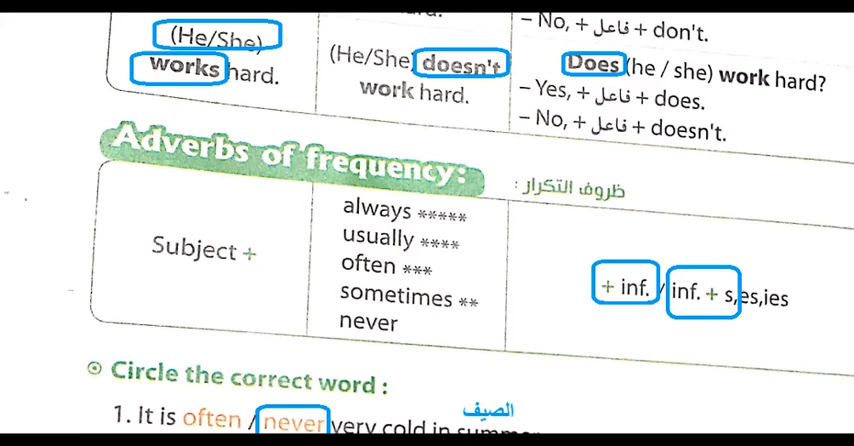 - No, + فاعل + don't.
(He/She)
works hard.
(He/She) doesn't
work hard.
Does (he / she) work hard?
- Yes, + فاعل + does.
- No, + فاعل + doesn't.
Adverbs of frequency:
ظروف التكرار :
Subject +
always *****
usually ****
often ***
sometimes **
never
+ inf. / inf. + s,es,ies
Circle the correct word :
الصيف
1. It is often / never very cold in